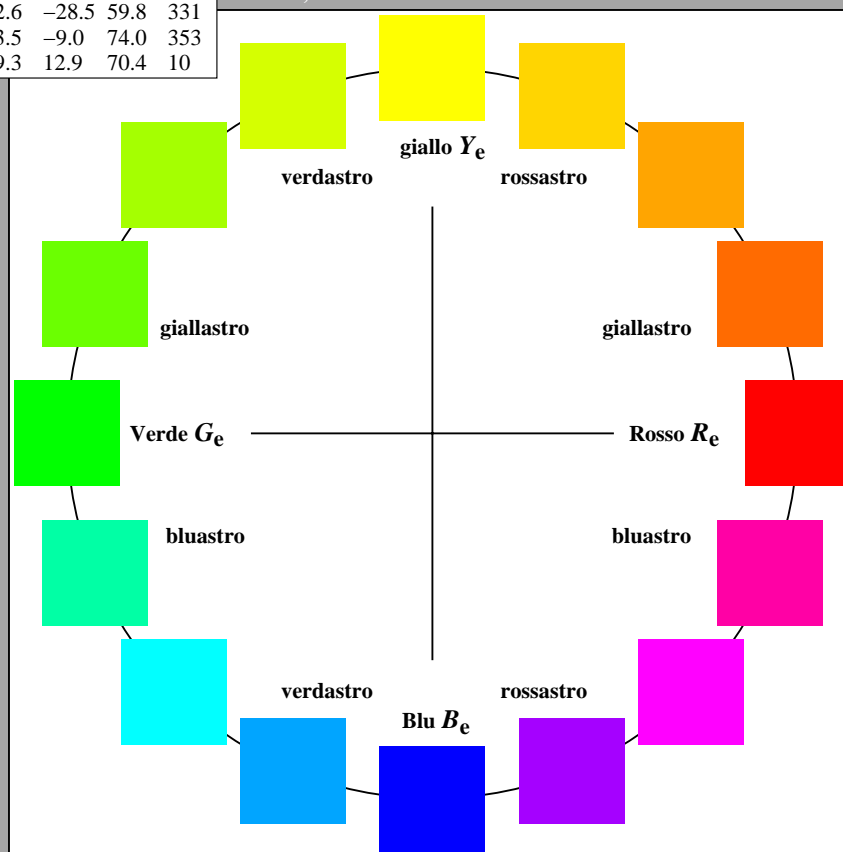 −28.5 59.8 331
−9.0 74.0 353
12.9 70.4 10
giallo Ye
verdastro rossastro
giallastro giallastro
Verde Ge Rosso Re
bluastro bluastro
verdastro rossastro
Blu Be